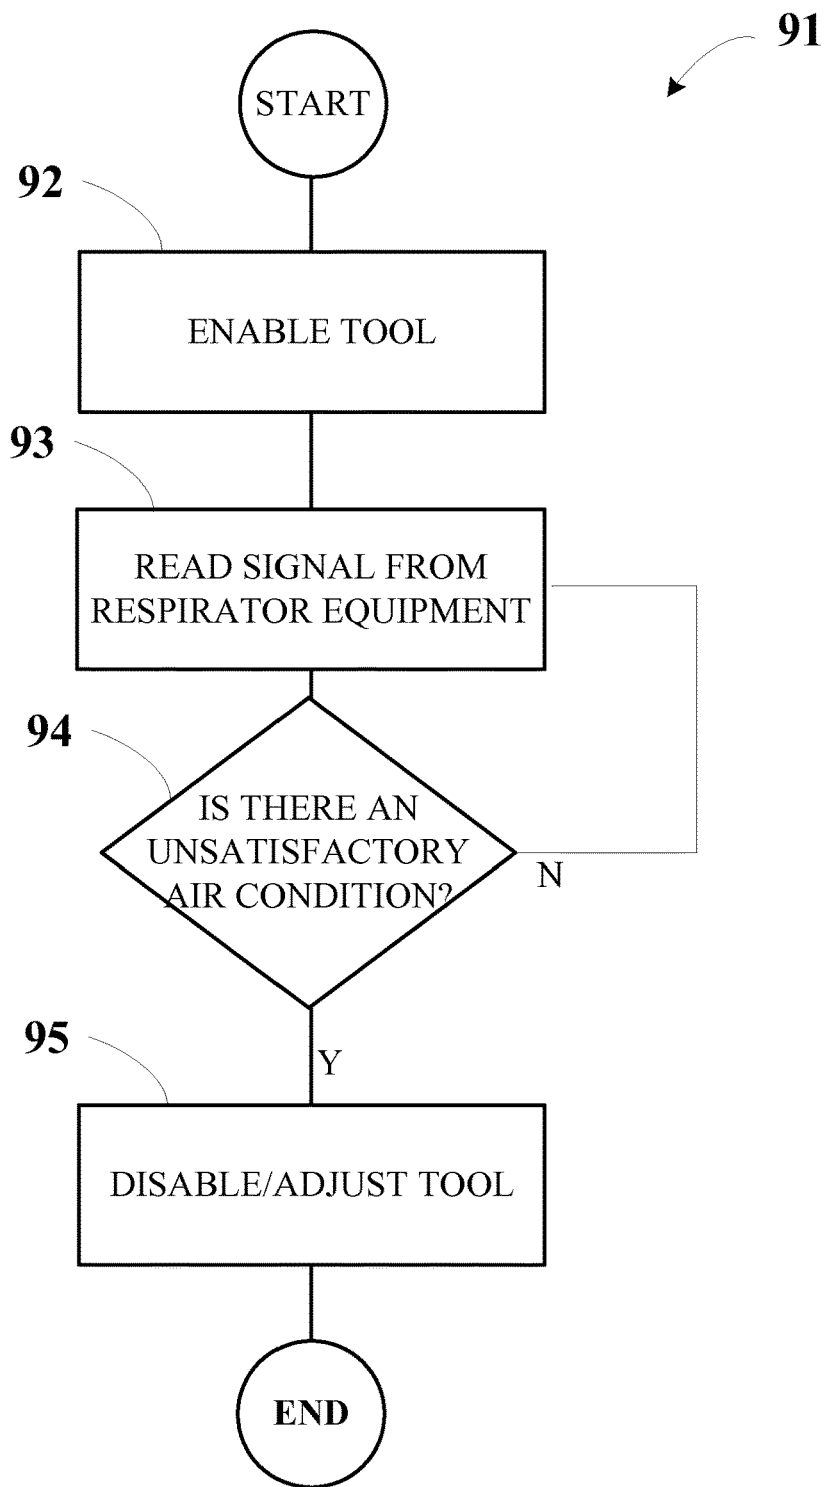 91
START
92
ENABLE TOOL
93
READ SIGNAL FROM
RESPIRATOR EQUIPMENT
94
IS THERE AN
UNSATISFACTORY
AIR CONDITION?
N
Y
95
DISABLE/ADJUST TOOL
END